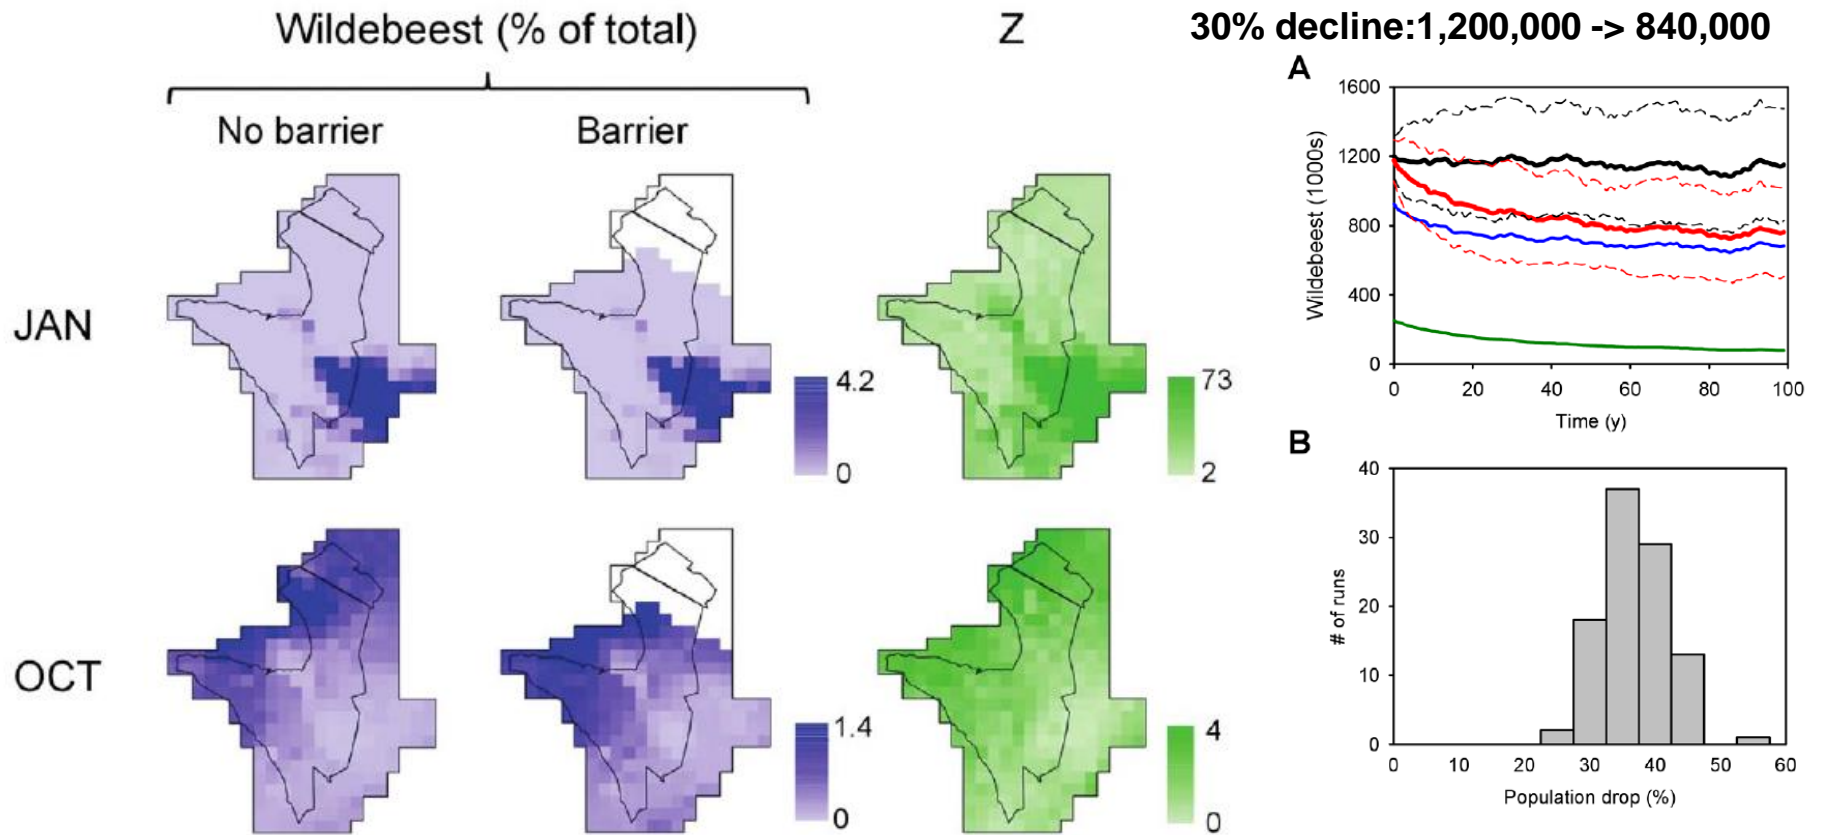 Wildebeest (% of total)
Z
30% decline:1,200,000 -> 840,000
No barrier
Barrier
JAN
4.2
0
73
2
OCT
1.4
0
4
0
A
1600
1200
800
400
0
Wildebeest (1000s)
0 20 40 60 80 100
Time (y)
B
40
30
20
10
0
# of runs
0 10 20 30 40 50 60
Population drop (%)